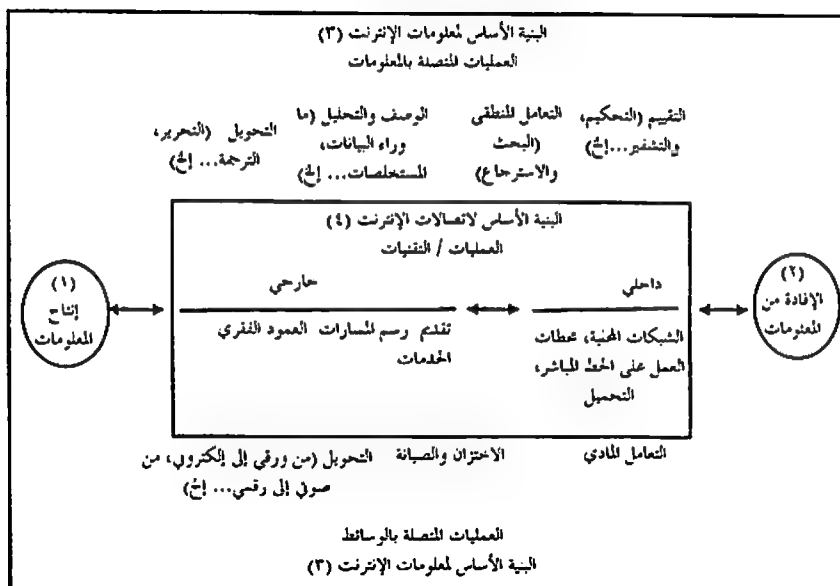 البنية الأساس لمعلومات الإنترنت (٣)
العمليات المتصلة بالمعلومات
التقييم (التحكيم،
والتشفير...إلخ)
التعامل المنطقي
(البحث
والاسترجاع)
الوصف والتحليل (ما
وراء البيانات،
المستخلصات... إلخ)
التحويل (التحرير،
الترجمة... إلخ)
البنية الأساس لاتصالات الإنترنت (٤)
العمليات / التقنيات
(٢)
الإفادة من
المعلومات
داخلي
الشبكات المحلية، محطات
العمل على الخط المباشر،
التحميل
خارجي
تقديم رسم المسارات العمود الفقري
الخدمات
(١)
إنتاج
المعلومات
التعامل المادي
الاختزان والصيانة
التحويل (من ورقي إلى إلكتروني، من
صوتي إلى رقمي... إلخ)
العمليات المتصلة بالوسائط
البنية الأساس لمعلومات الإنترنت (٣)